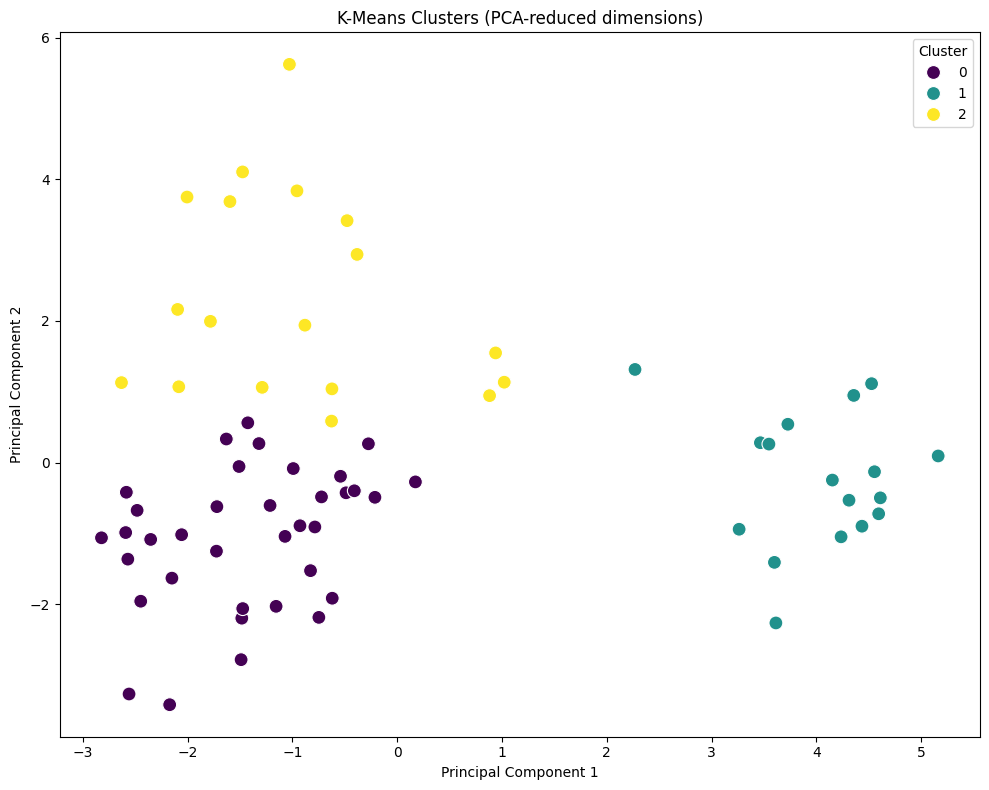 K-Means Clusters (PCA-reduced dimensions)
Cluster
0
1
2
6
4
2
0
−2
Principal Component 2
−3 −2 −1 0 1 2 3 4 5
Principal Component 1